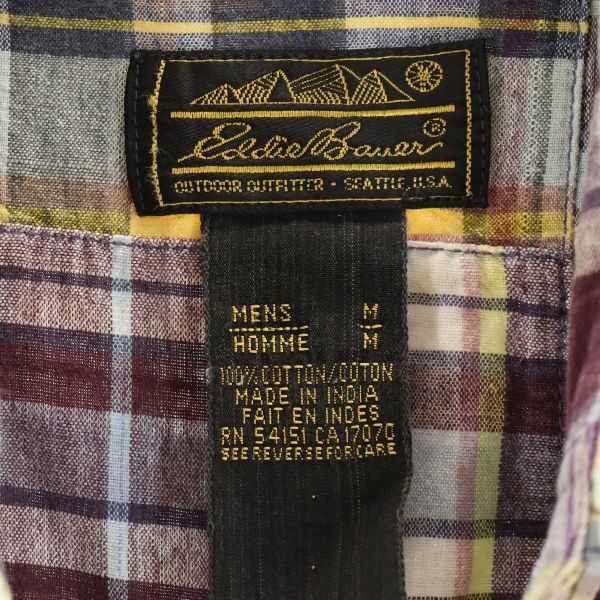 Eddie Bauer®
OUTDOOR OUTFITTER · SEATTLE, U.S.A.
MENS M
HOMME M
100% COTTON/COTON
MADE IN INDIA
FAIT EN INDES
RN 54151 CA 17070
SEE REVERSE FOR CARE